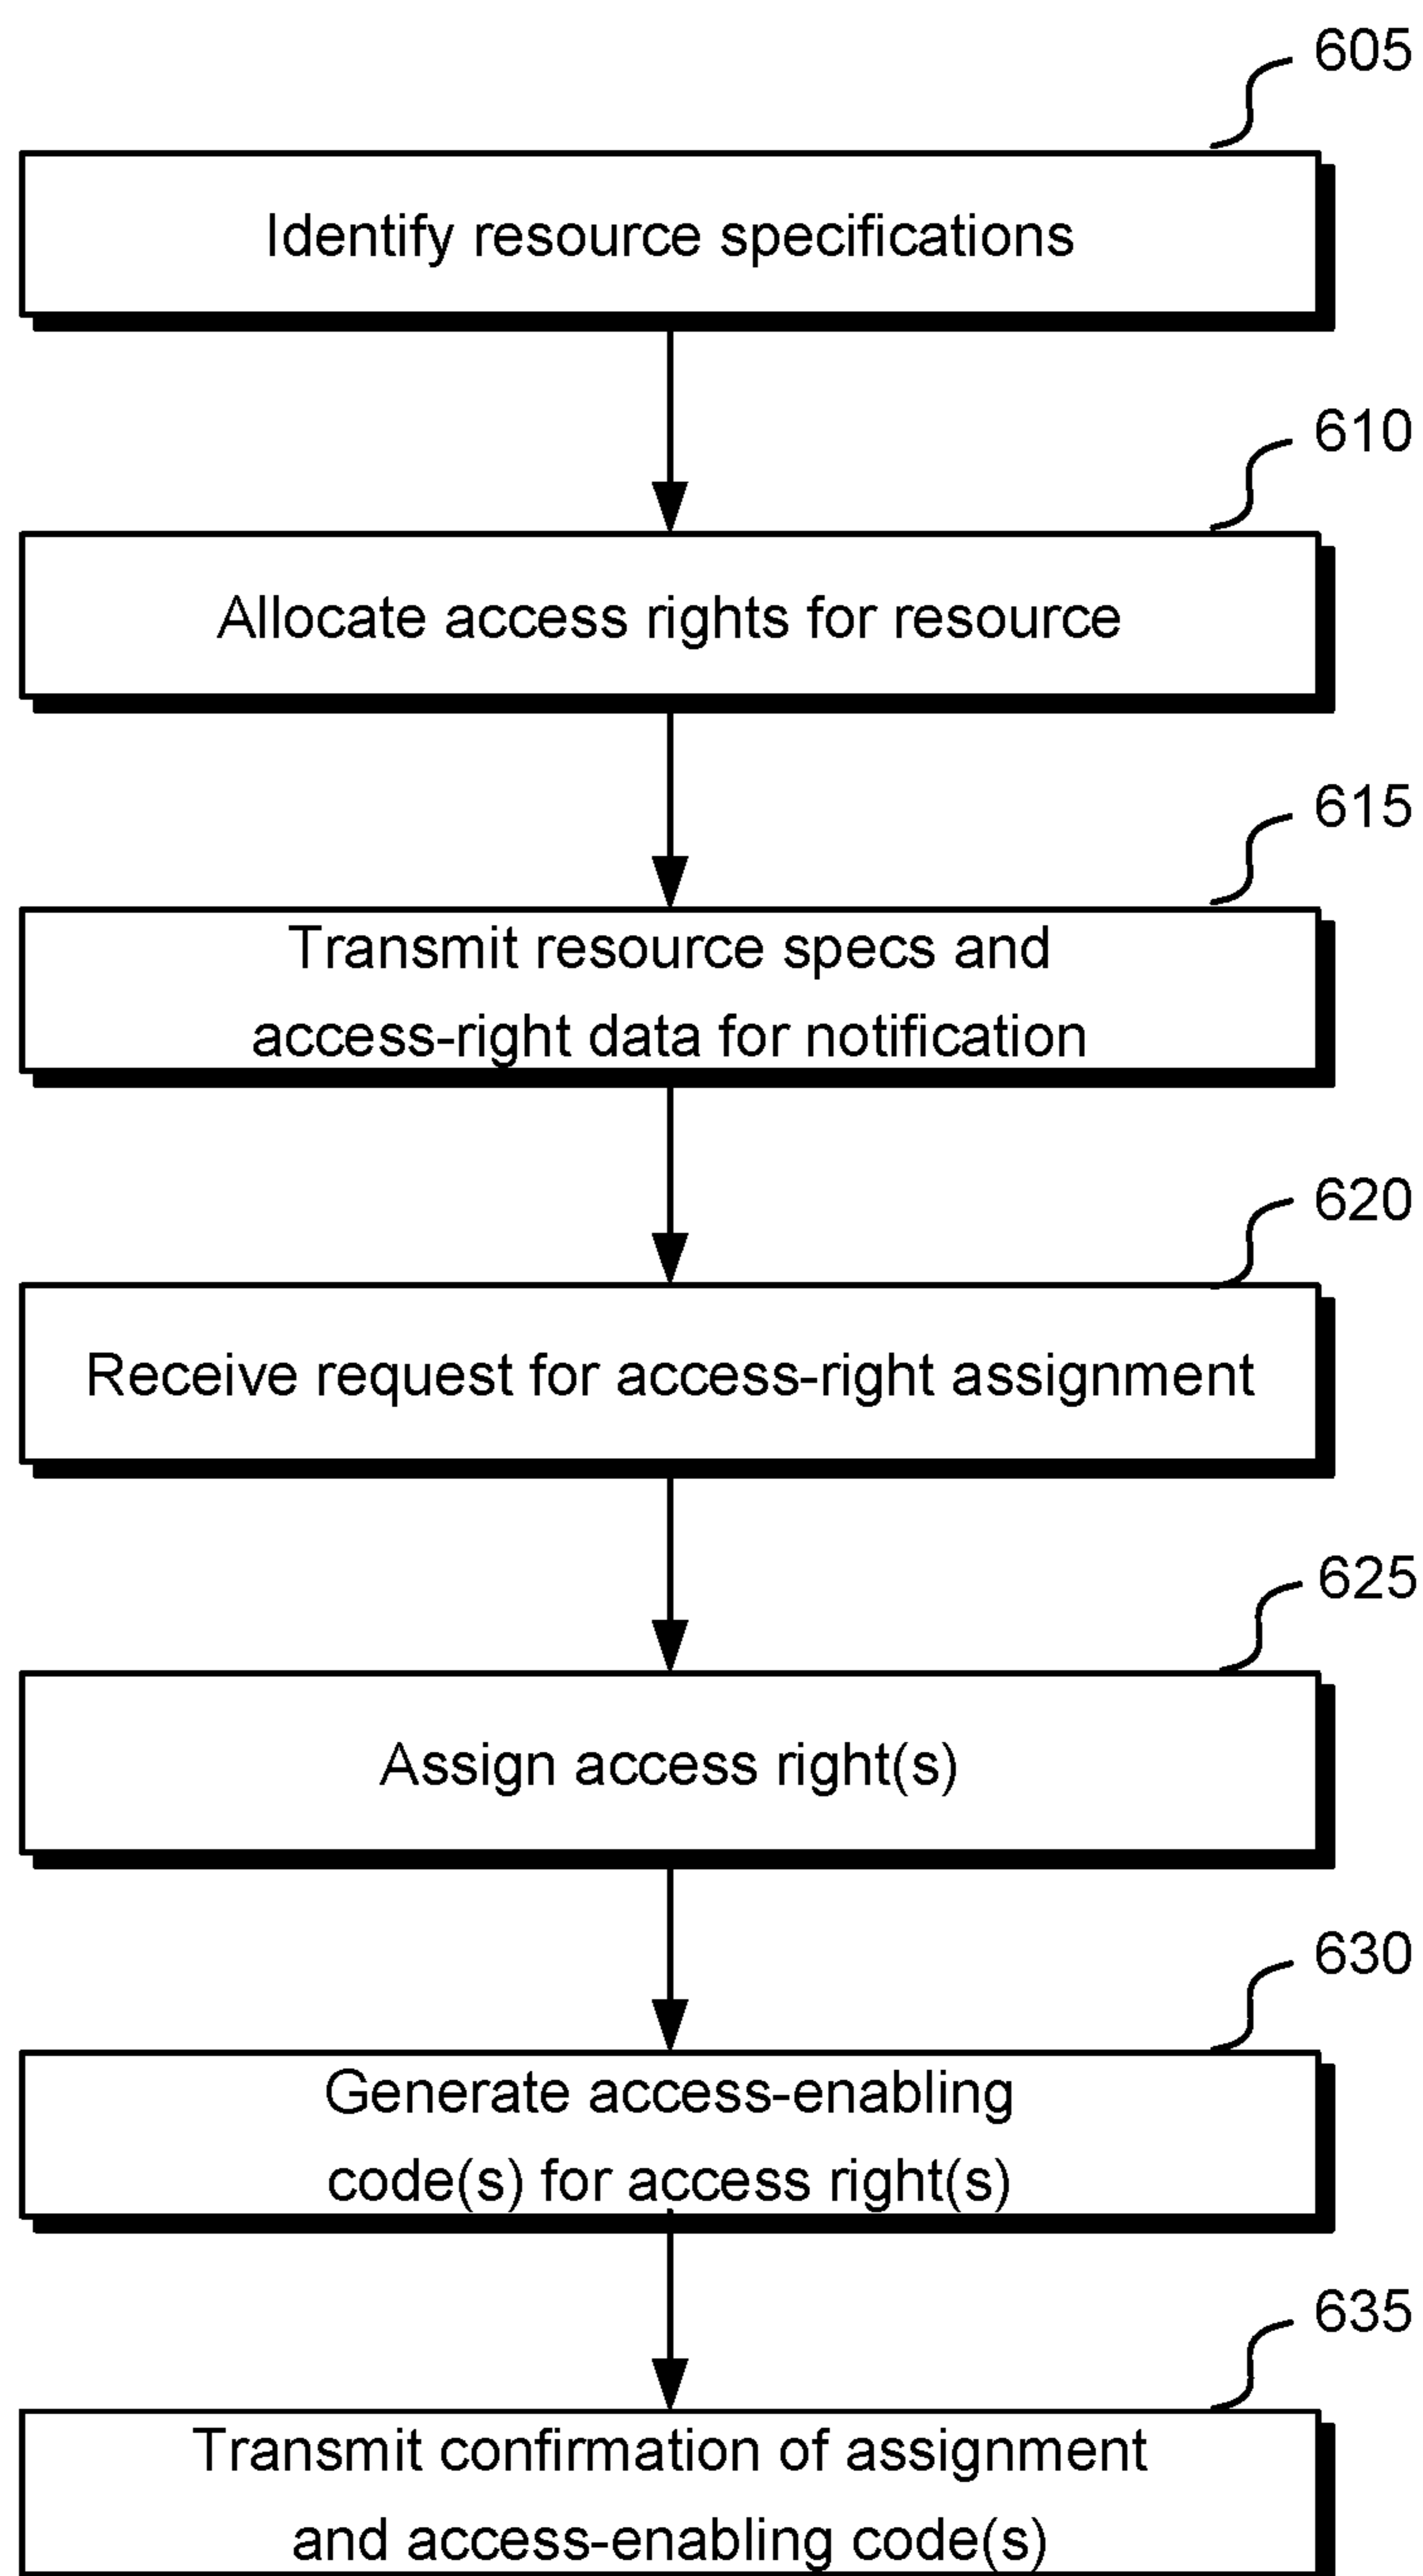 605
Identify resource specifications
610
Allocate access rights for resource
615
Transmit resource specs and
access-right data for notification
620
Receive request for access-right assignment
625
Assign access right(s)
630
Generate access-enabling
code(s) for access right(s)
635
Transmit confirmation of assignment
and access-enabling code(s)